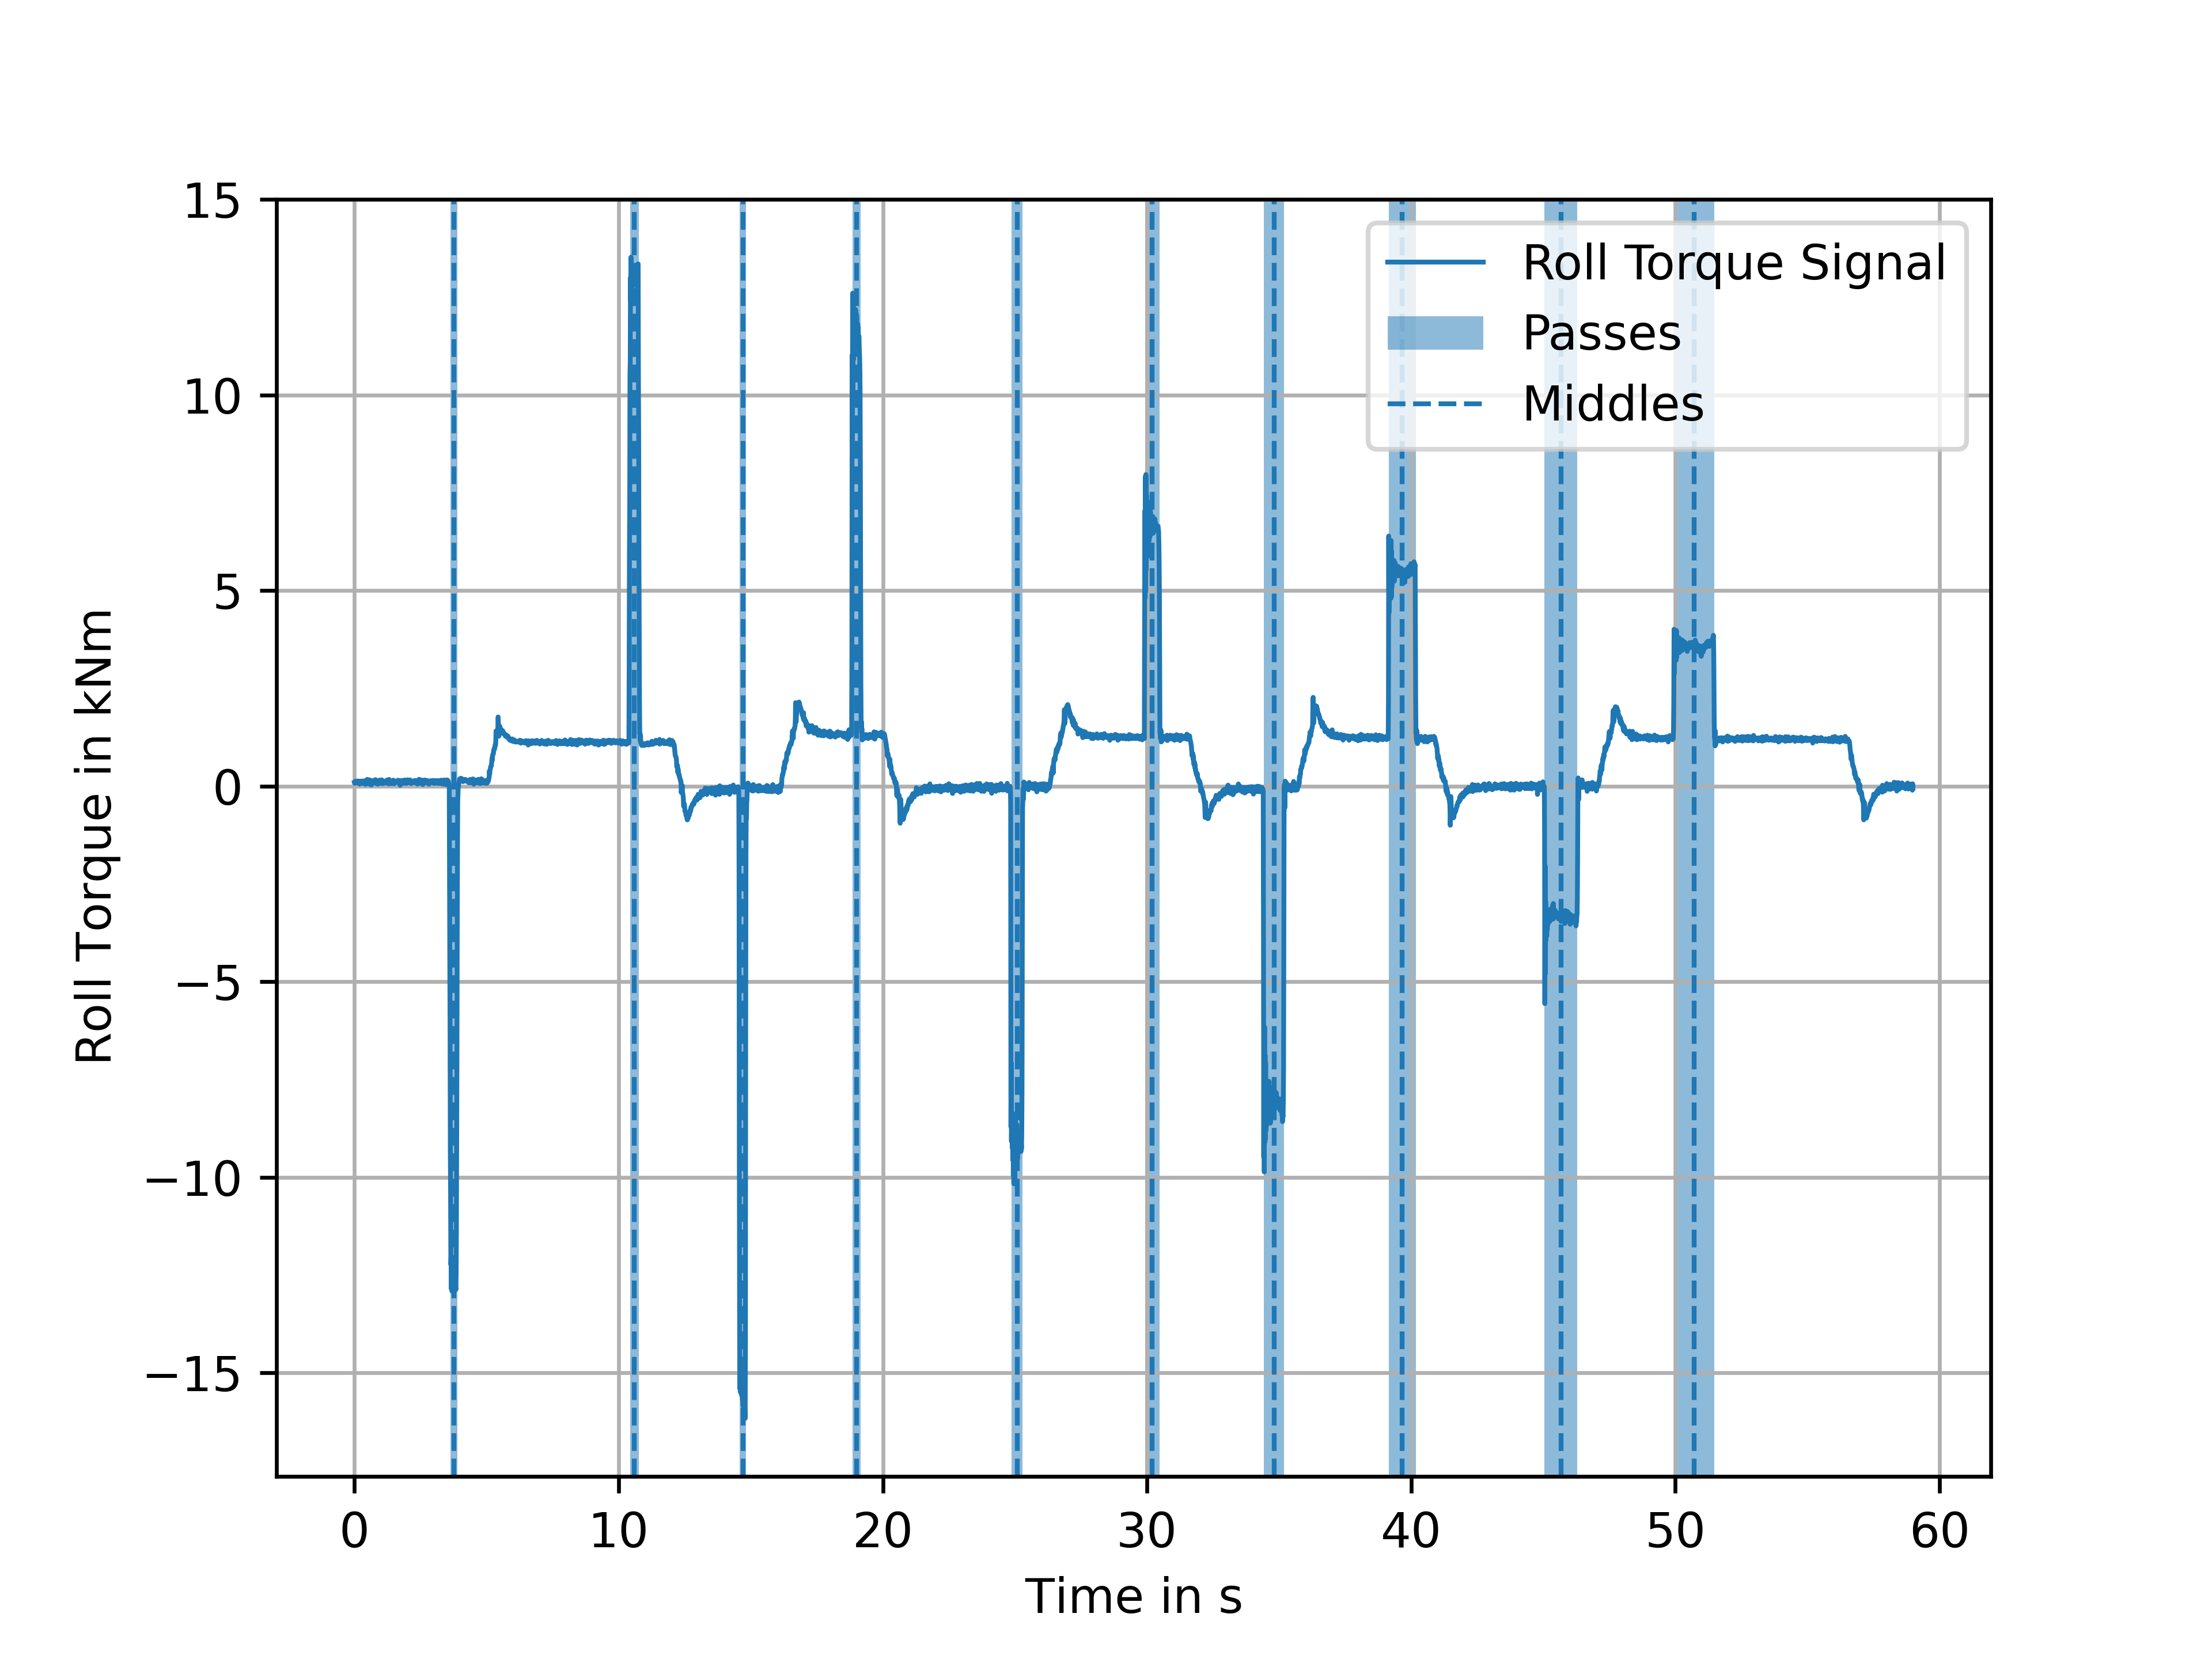 15
10
5
0
−5
−10
−15
Roll Torque in kNm
Roll Torque Signal
Passes
Middles
0 10 20 30 40 50 60
Time in s